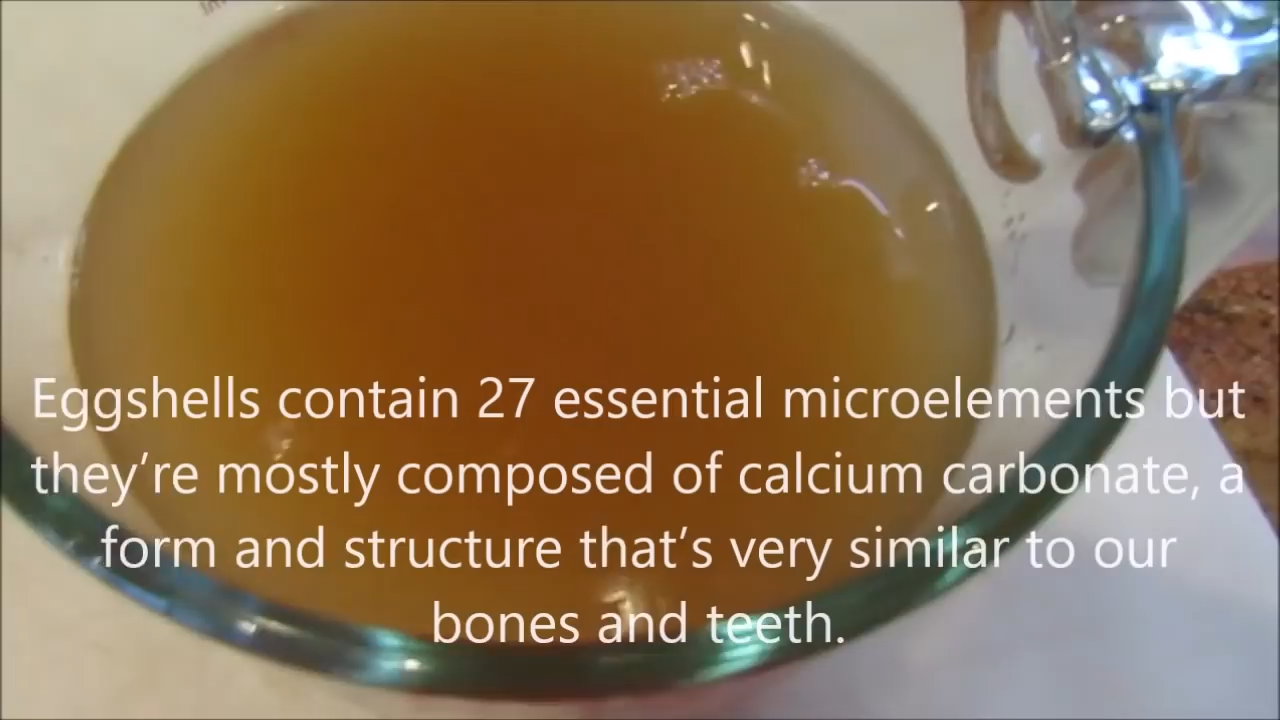 Eggshells contain 27 essential microelements but
they’re mostly composed of calcium carbonate, a
form and structure that’s very similar to our
bones and teeth.